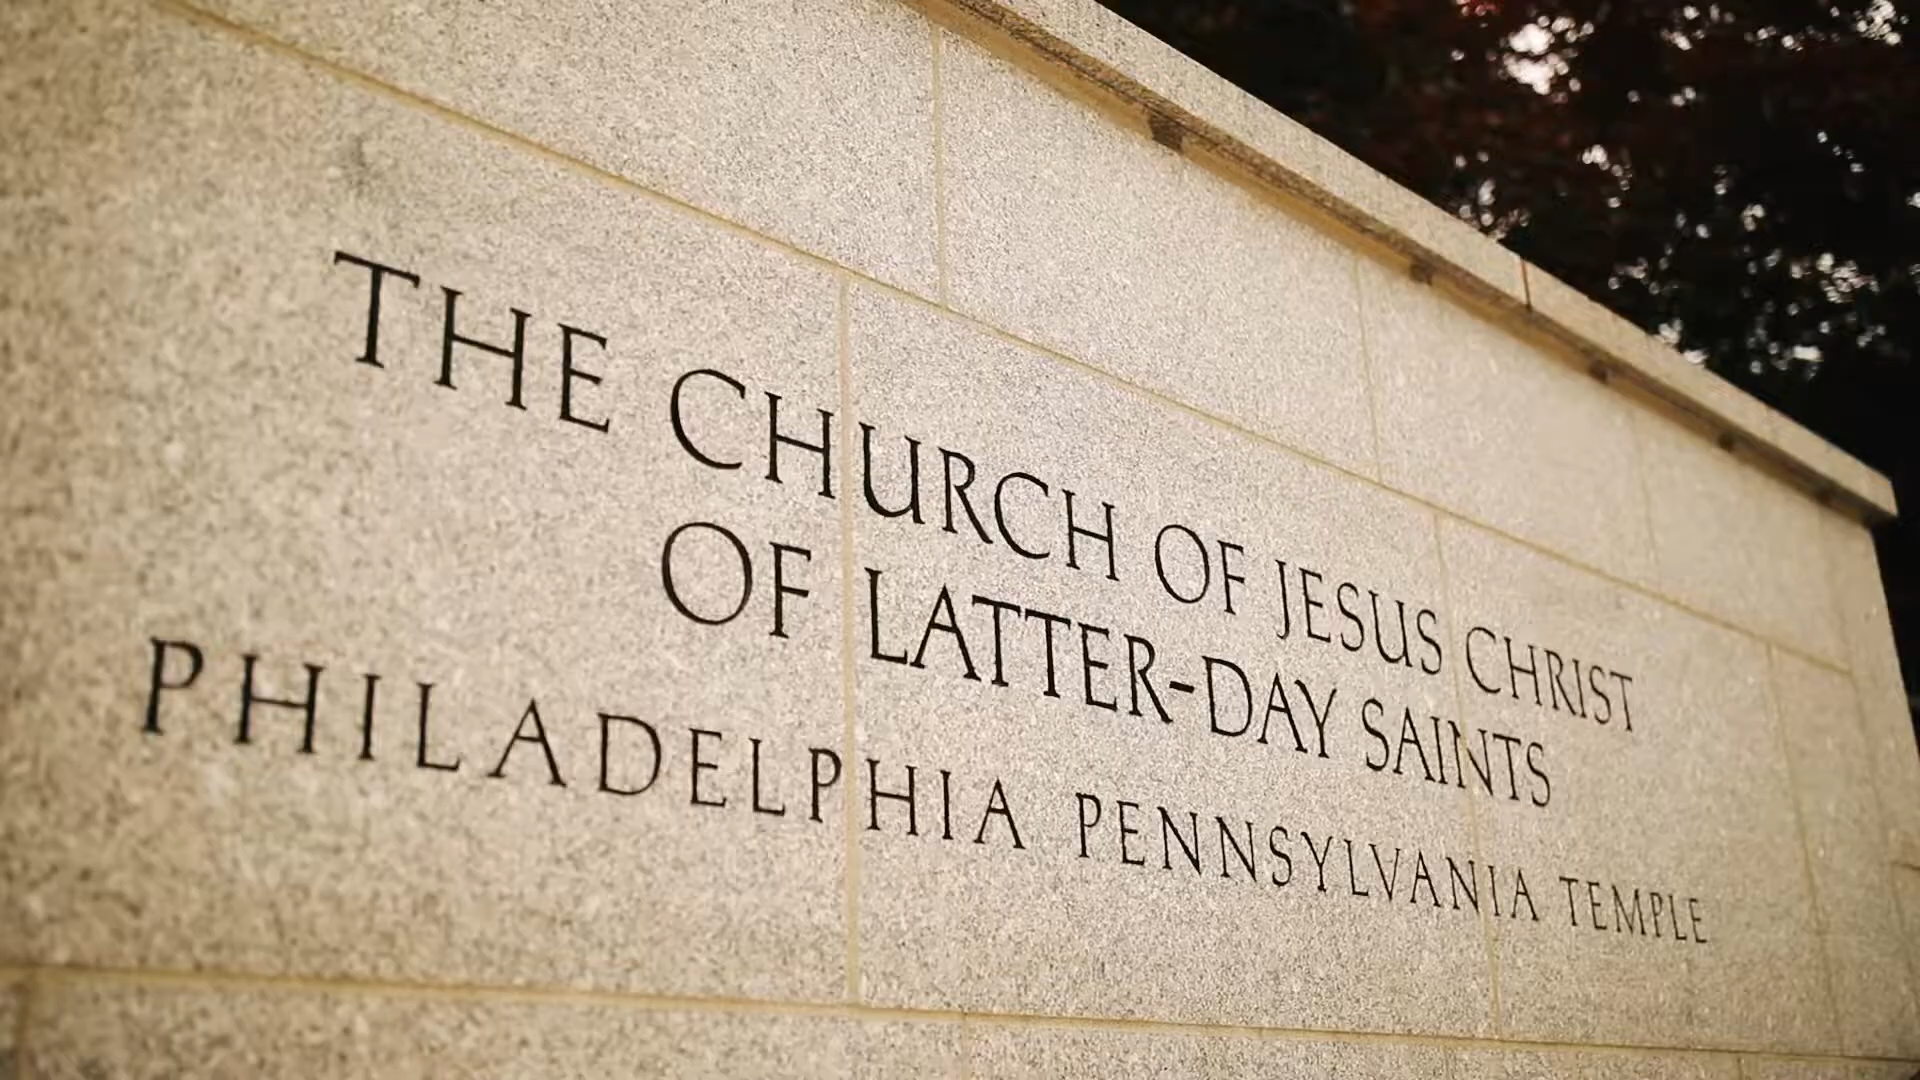 THE CHURCH OF JESUS CHRIST
OF LATTER-DAY SAINTS
PHILADELPHIA PENNSYLVANIA TEMPLE